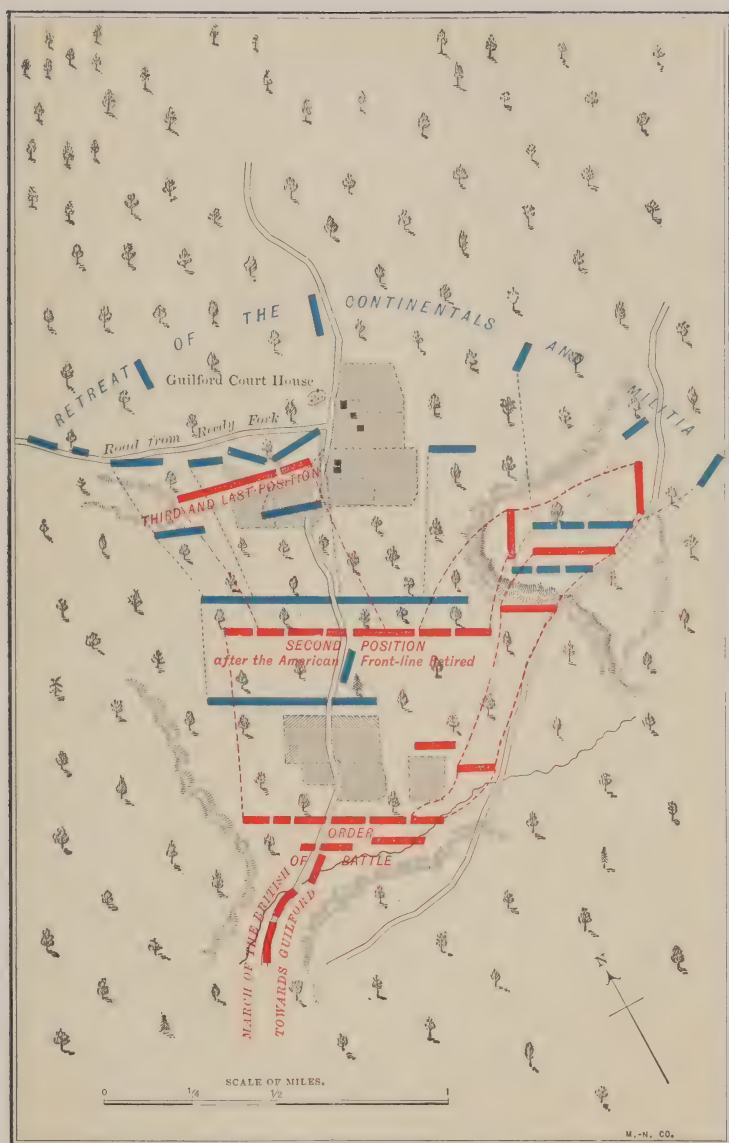 RETREAT OF THE CONTINENTALS AND MILITIA
Guilford Court House
Road from Reedy Fork
THIRD AND LAST POSITION
SECOND POSITION
after the American Front-line Retired
ORDER
OF BATTLE
MARCH OF THE BRITISH
TOWARDS GUILFORD
N
SCALE OF MILES.
0 1/4 1/2 1
M.-N. CO.